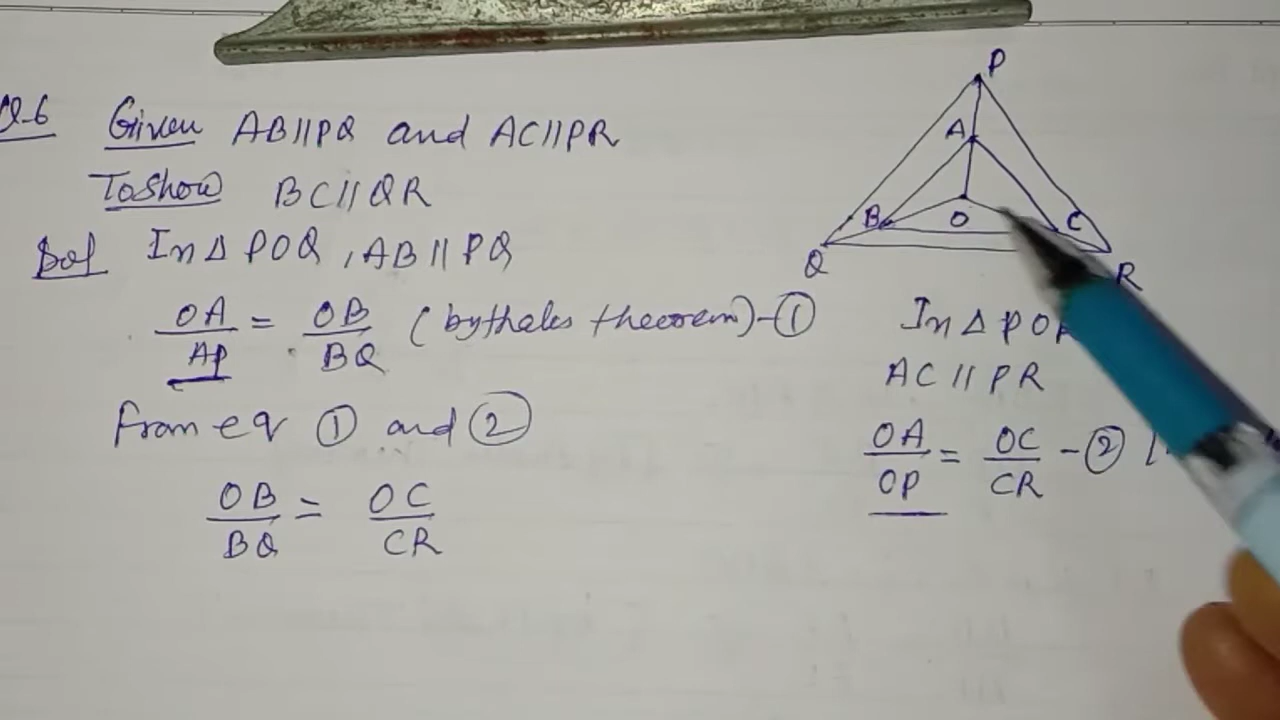 Q-6 Given AB//PQ and AC//PR
To show BC//QR
Sol In Δ POQ, AB//PQ
OA/AP = OB/BQ (by thales theorem) - ①
from eq ① and ②
OB/BQ = OC/CR
P
A
B
O
C
Q
R
In Δ
AC//PR
OA/OP = OC/CR - ②